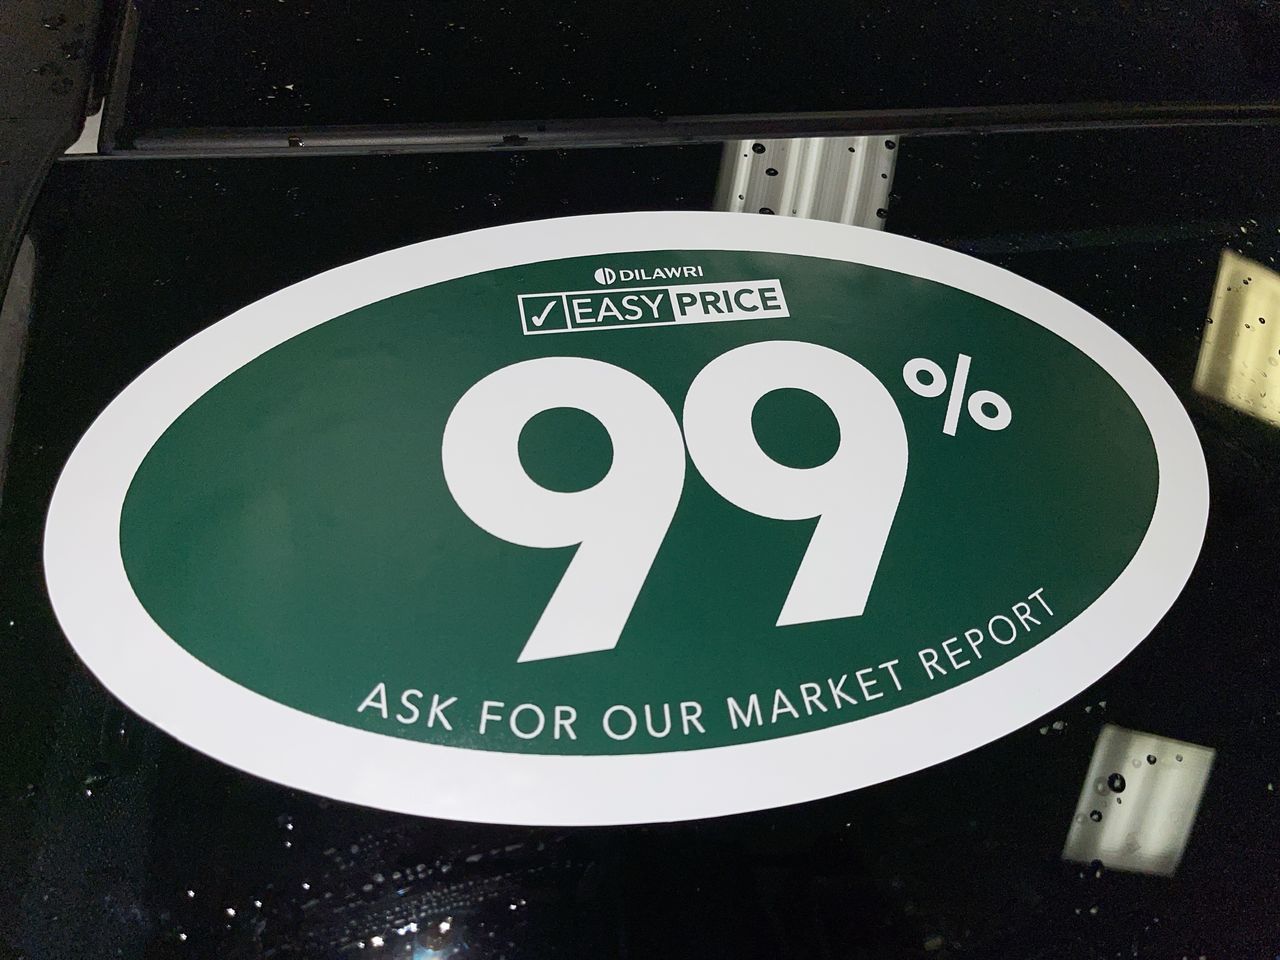 DILAWRI
✓ EASY PRICE
99%
ASK FOR OUR MARKET REPORT